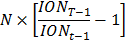 N × [ION_{T−1} / ION_{t−1} − 1]